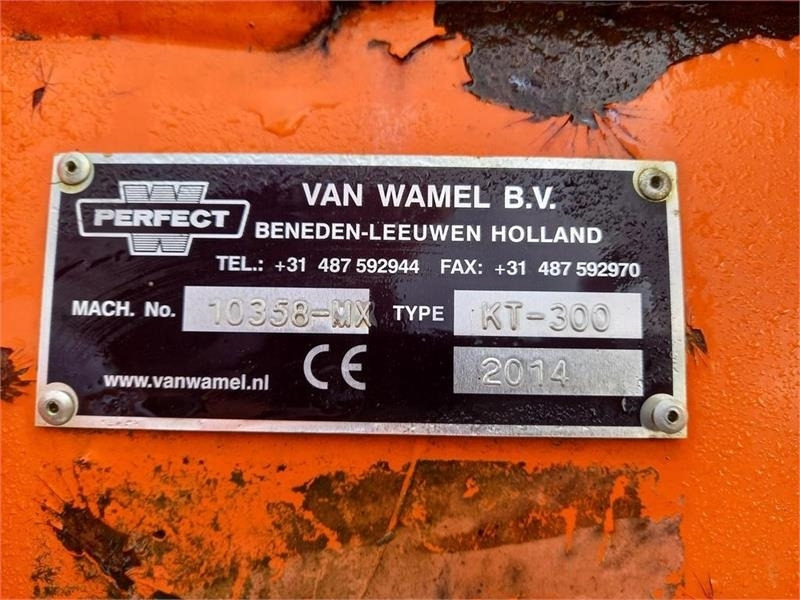 W
PERFECT
W
VAN WAMEL B.V.
BENEDEN-LEEUWEN HOLLAND
TEL.: +31 487 592944 FAX: +31 487 592970
MACH. No. 10358-MX TYPE KT-300
www.vanwamel.nl CE 2014